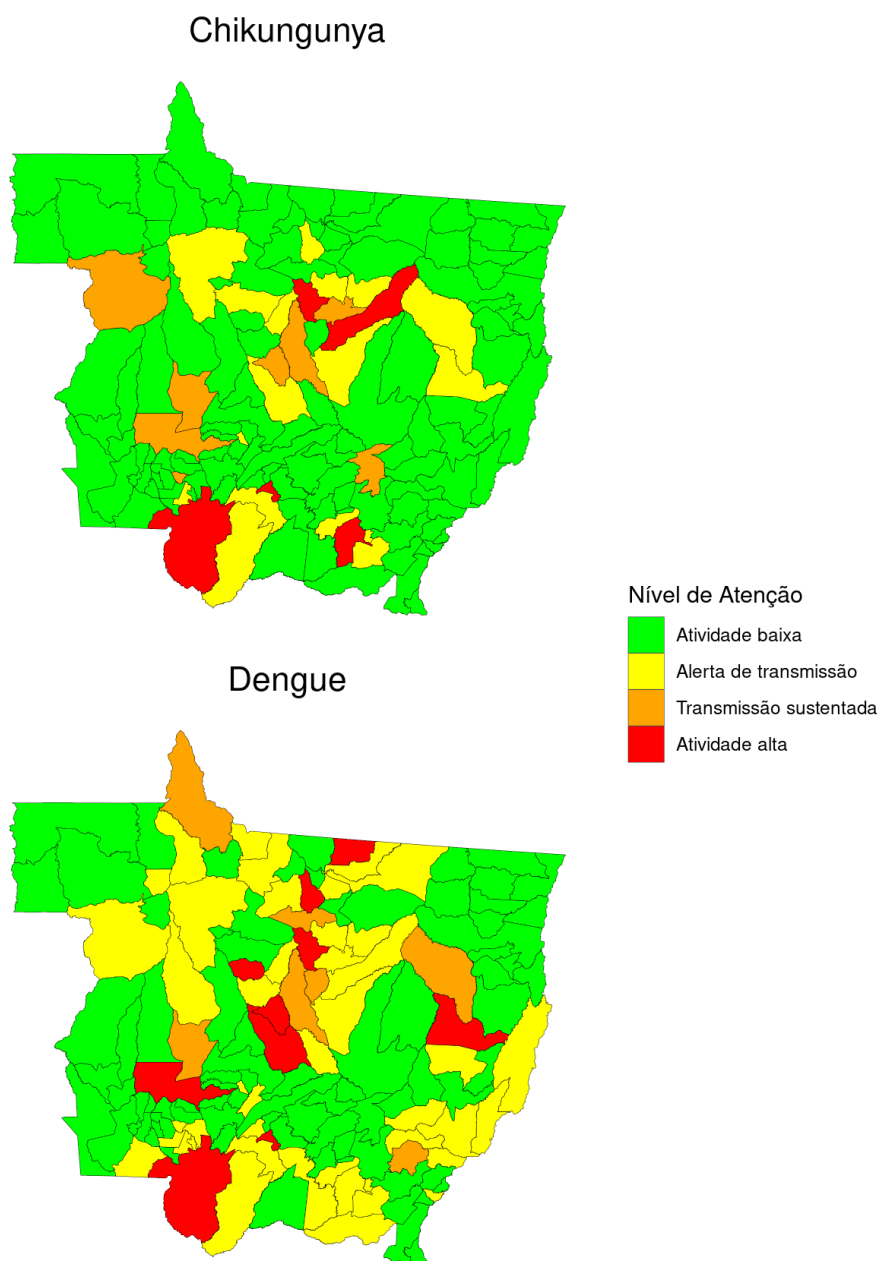 Chikungunya
Nível de Atenção
Atividade baixa
Alerta de transmissão
Transmissão sustentada
Atividade alta
Dengue